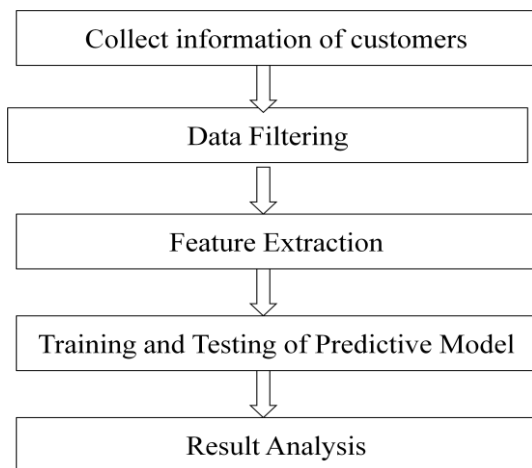 Collect information of customers
Data Filtering
Feature Extraction
Training and Testing of Predictive Model
Result Analysis